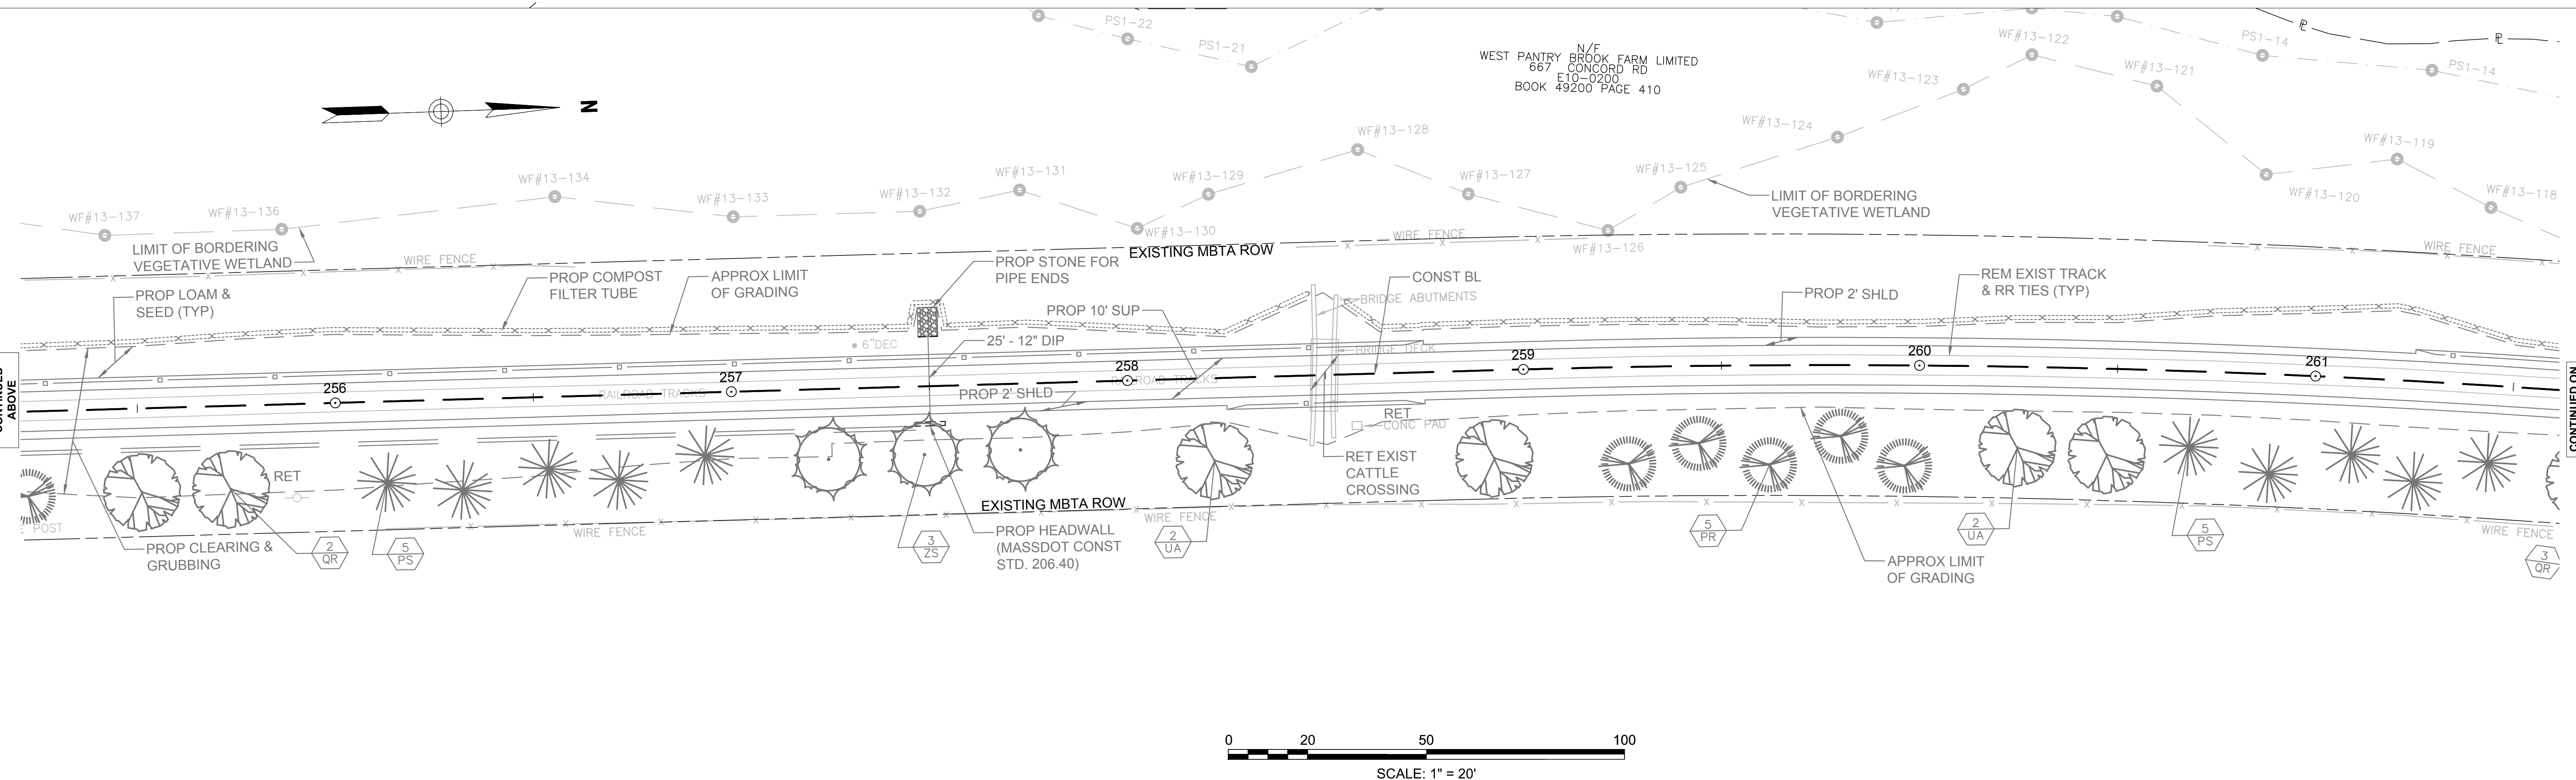 PS1-22
PS1-21
N/F
WEST PANTRY BROOK FARM LIMITED
667 CONCORD RD
E10-0200
BOOK 49200 PAGE 410
WF#13-122
PS1-14
PS1-14
WF#13-121
WF#13-123
N
WF#13-124
WF#13-128
WF#13-119
WF#13-125
WF#13-131
WF#13-134
WF#13-129
WF#13-127
WF#13-132
WF#13-133
WF#13-120
WF#13-118
WF#13-137
WF#13-136
WF#13-130
WF#13-126
LIMIT OF BORDERING
VEGETATIVE WETLAND
LIMIT OF BORDERING
VEGETATIVE WETLAND
WIRE FENCE
EXISTING MBTA ROW
WIRE FENCE
WIRE FENCE
PROP LOAM &
SEED (TYP)
PROP COMPOST
FILTER TUBE
APPROX LIMIT
OF GRADING
PROP STONE FOR
PIPE ENDS
CONST BL
BRIDGE ABUTMENTS
PROP 10' SUP
PROP 2' SHLD
REM EXIST TRACK
& RR TIES (TYP)
6"DEC
25' - 12" DIP
BRIDGE DECK
ABOVE
256
257
258
259
260
261
RAILROAD TRACKS
RAILROAD TRACKS
PROP 2' SHLD
CONTINUED ON
RET
CONC PAD
RET
RET EXIST
CATTLE
CROSSING
POST
EXISTING MBTA ROW
WIRE FENCE
WIRE FENCE
WIRE FENCE
PROP CLEARING &
GRUBBING
2
QR
5
PS
3
ZS
PROP HEADWALL
(MASSDOT CONST
STD. 206.40)
2
UA
5
PR
2
UA
5
PS
3
QR
APPROX LIMIT
OF GRADING
0 20 50 100
SCALE: 1" = 20'